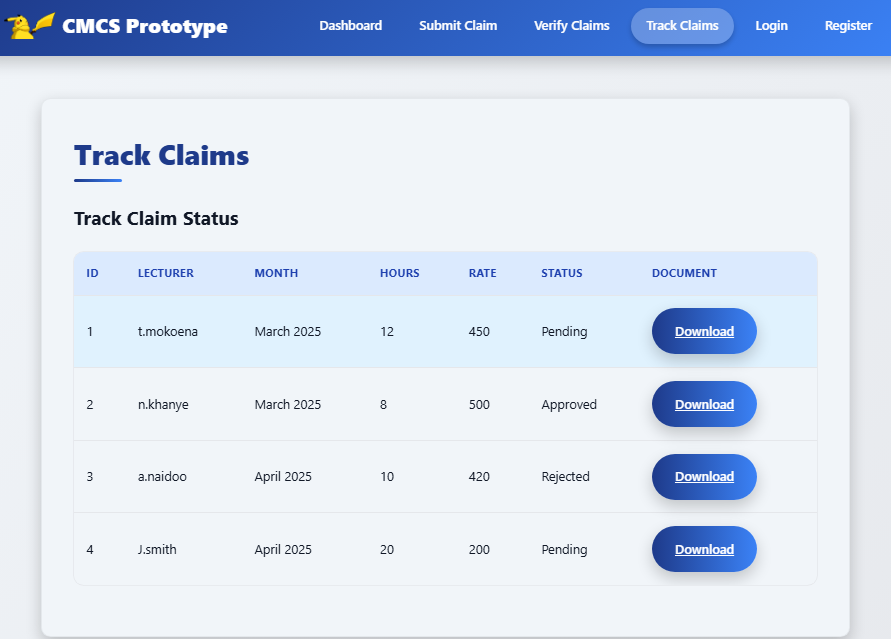 CMCS Prototype Dashboard Submit Claim Verify Claims Track Claims Login Register
Track Claims
Track Claim Status
ID LECTURER MONTH HOURS RATE STATUS DOCUMENT
1 t.mokoena March 2025 12 450 Pending Download
2 n.khanye March 2025 8 500 Approved Download
3 a.naidoo April 2025 10 420 Rejected Download
4 J.smith April 2025 20 200 Pending Download